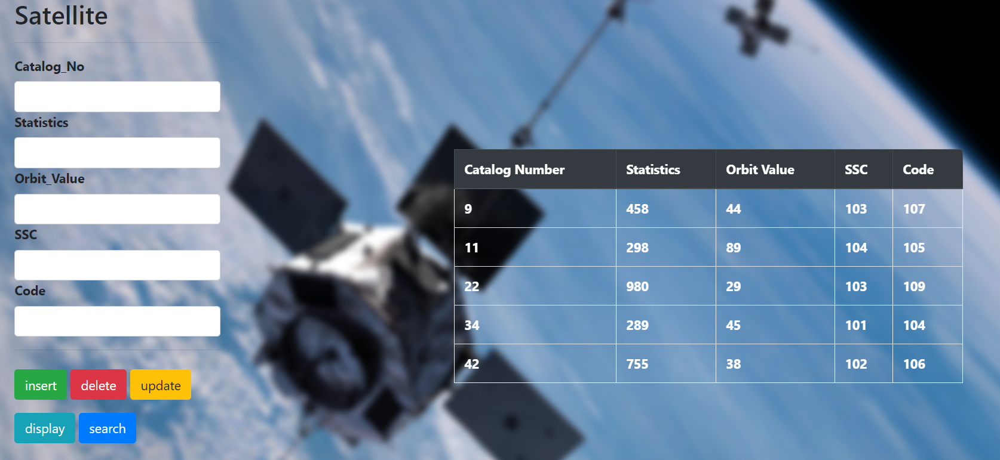 Satellite
Catalog_No
Statistics
Orbit_Value
SSC
Code
insert delete update
display search
Catalog Number Statistics Orbit Value SSC Code
9 458 44 103 107
11 298 89 104 105
22 980 29 103 109
34 289 45 101 104
42 755 38 102 106